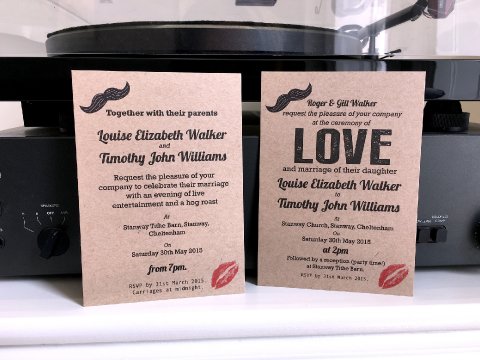 Together with their parents
Louise Elizabeth Walker
and
Timothy John Williams
Request the pleasure of your
company to celebrate their marriage
with an evening of live
entertainment and a hog roast
At
Stanway Tithe Barn, Stanway,
Cheltenham
On
Saturday 30th May 2015
from 7pm.
RSVP by 31st March 2015.
Carriages at midnight.
Roger & Gill Walker
request the pleasure of your company
at the ceremony of
LOVE
and marriage of their daughter
Louise Elizabeth Walker
to
Timothy John Williams
At
Stanway Church, Stanway, Cheltenham
On
Saturday 30th May 2015
at 2pm
Followed by a reception (party time!)
at Stanway Tithe Barn.
RSVP by 31st March 2015.
SPEAKERS